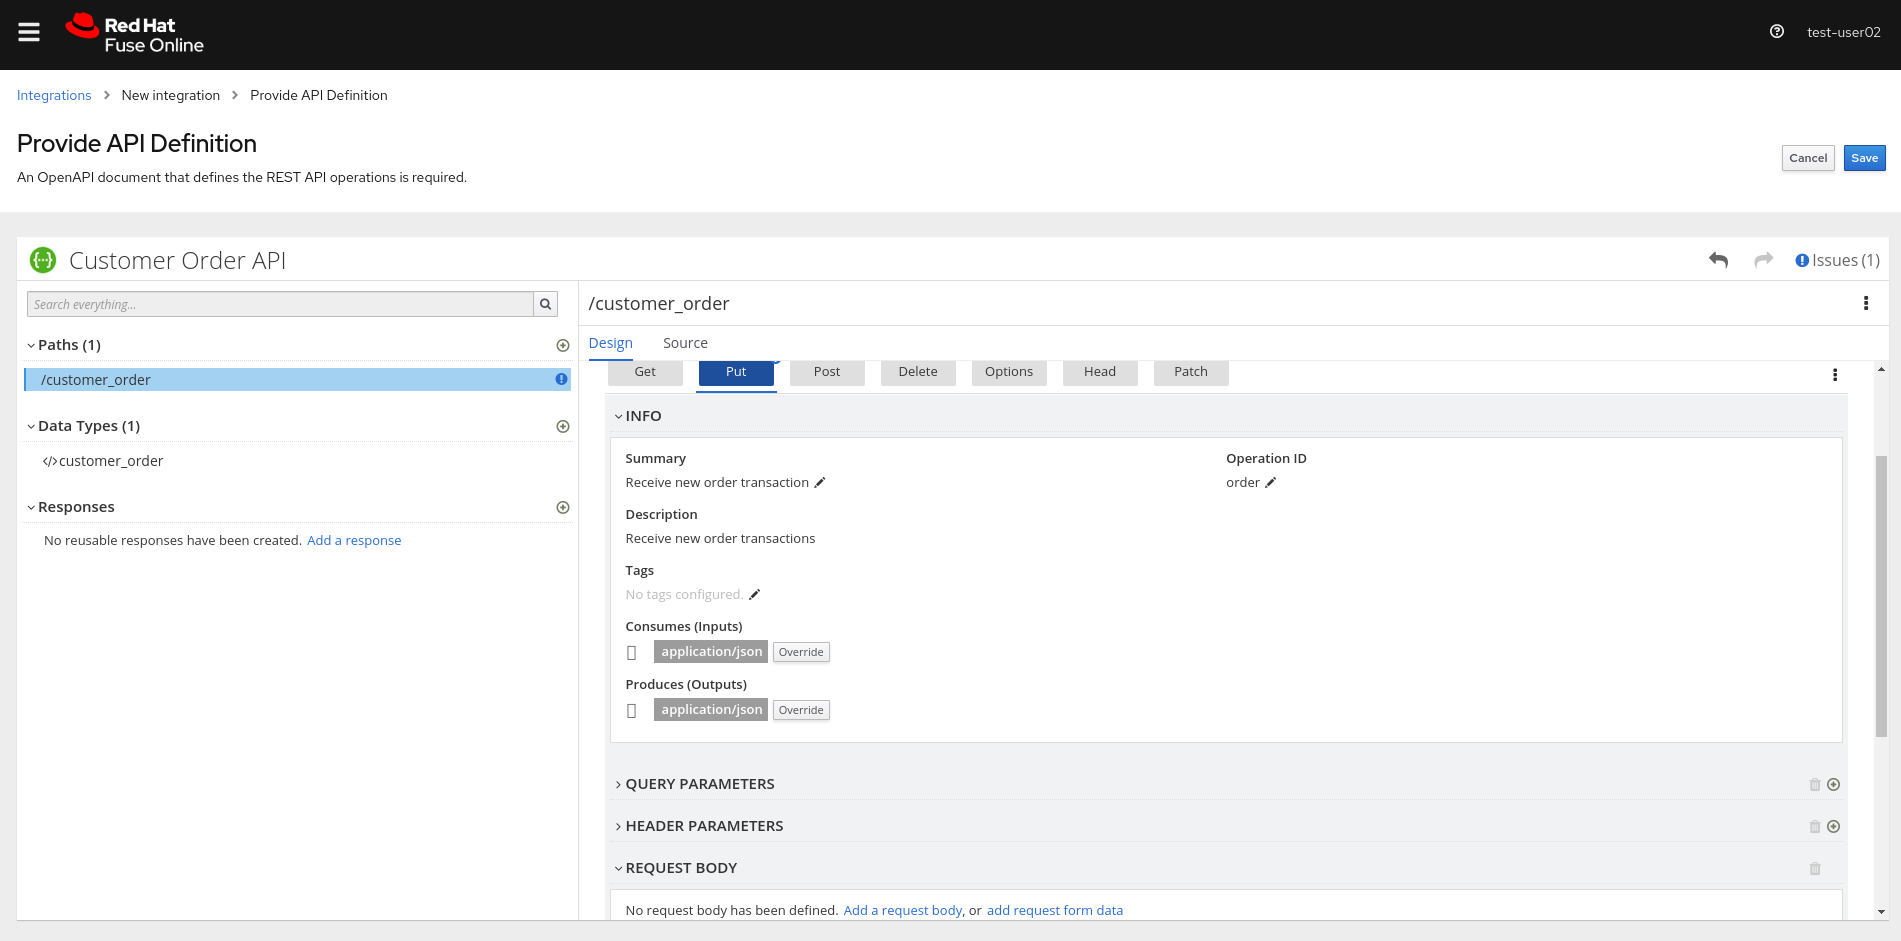 Red Hat
Fuse Online
test-user02
Integrations > New integration > Provide API Definition
Provide API Definition
An OpenAPI document that defines the REST API operations is required.
Cancel
Save
Customer Order API
Issues (1)
Search everything...
Paths (1)
/customer_order
Data Types (1)
</>customer_order
Responses
No reusable responses have been created. Add a response
/customer_order
Design
Source
Get
Put
Post
Delete
Options
Head
Patch
INFO
Summary
Receive new order transaction
Operation ID
order
Description
Receive new order transactions
Tags
No tags configured.
Consumes (Inputs)
application/json
Override
Produces (Outputs)
application/json
Override
QUERY PARAMETERS
HEADER PARAMETERS
REQUEST BODY
No request body has been defined. Add a request body, or add request form data